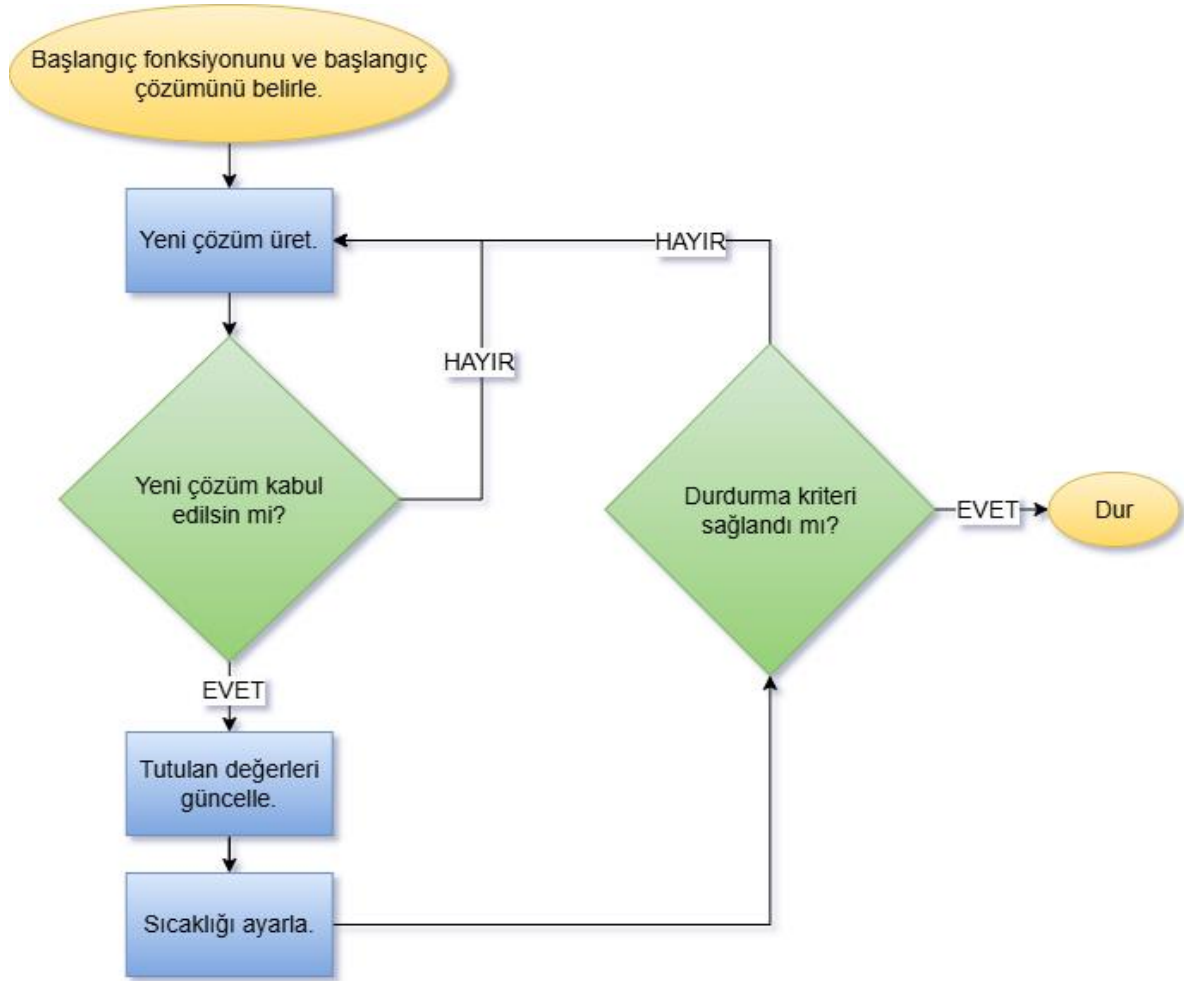 Başlangıç fonksiyonunu ve başlangıç
çözümünü belirle.
Yeni çözüm üret.
HAYIR
HAYIR
Yeni çözüm kabul
edilsin mi?
Durdurma kriteri
sağlandı mı?
EVET
Dur
EVET
Tutulan değerleri
güncelle.
Sıcaklığı ayarla.